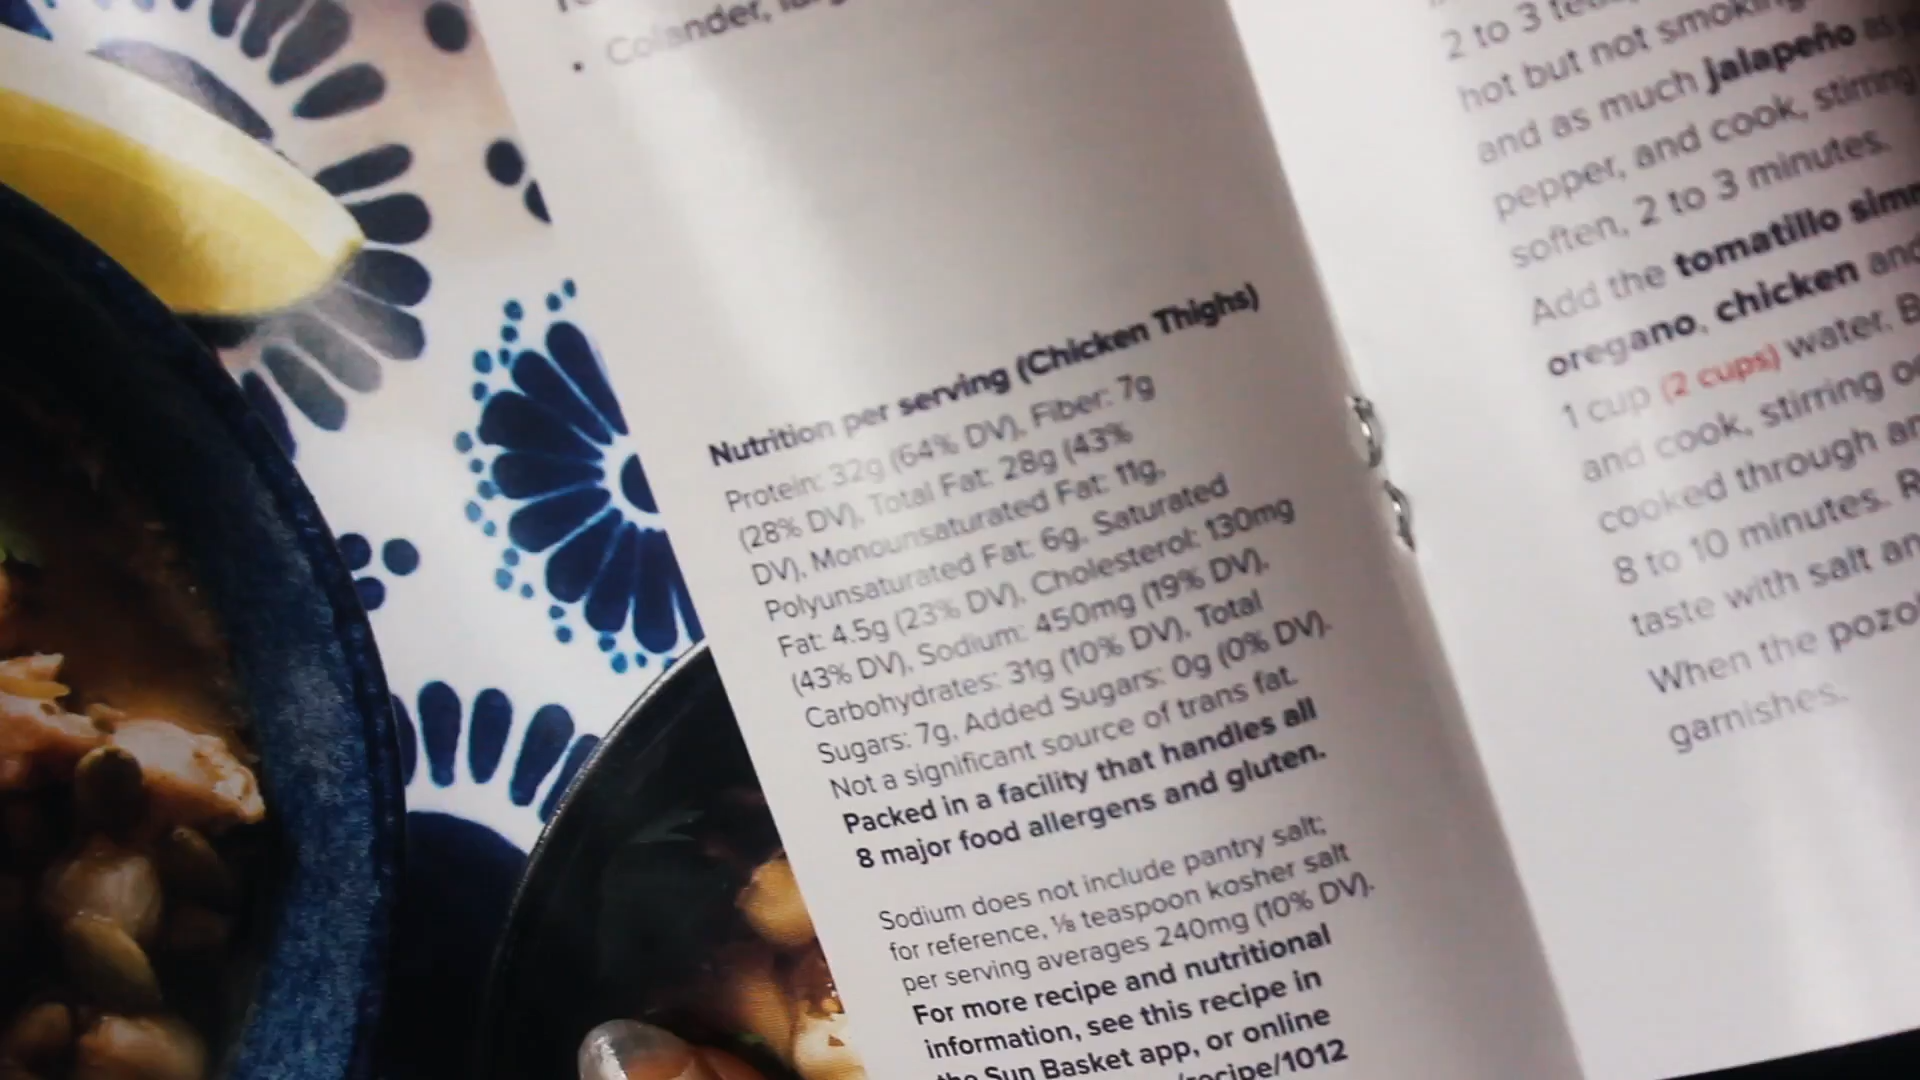 • Colander,
Nutrition per serving (Chicken Thighs)
Protein: 32g (64% DV), Fiber: 7g
(28% DV), Total Fat: 28g (43%
DV), Monounsaturated Fat: 11g,
Polyunsaturated Fat: 6g, Saturated
Fat: 4.5g (23% DV), Cholesterol: 130mg
(43% DV), Sodium: 450mg (19% DV),
Carbohydrates: 31g (10% DV), Total
Sugars: 7g, Added Sugars: 0g (0% DV).
Not a significant source of trans fat.
Packed in a facility that handles all
8 major food allergens and gluten.
Sodium does not include pantry salt;
for reference, ⅛ teaspoon kosher salt
per serving averages 240mg (10% DV).
For more recipe and nutritional
information, see this recipe in
the Sun Basket app, or online
/recipe/1012
2 to 3
hot but not smoking
and as much jalapeño as
pepper, and cook, stirring
soften, 2 to 3 minutes.
Add the tomatillo
oregano, chicken and
1 cup (2 cups) water.
and cook, stirring
cooked through
8 to 10 minutes.
taste with salt
When the
garnishes.